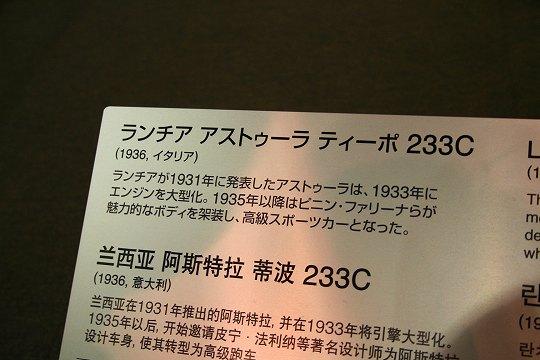 ランチア アストゥーラ ティーポ 233C
(1936, イタリア)
ランチアが1931年に発表したアストゥーラは、1933年に
エンジンを大型化。1935年以降はピニン・ファリーナらが
魅力的なボディを架装し、高級スポーツカーとなった。
兰西亚 阿斯特拉 蒂波 233C
(1936, 意大利)
兰西亚在1931年推出的阿斯特拉, 并在1933年将引擎大型化。
1935年以后, 开始邀请皮宁·法利纳等著名设计师为阿斯特拉
设计车身, 使其转型为高级跑车
L
(1
Th
mo
de
wh
란
(1
란